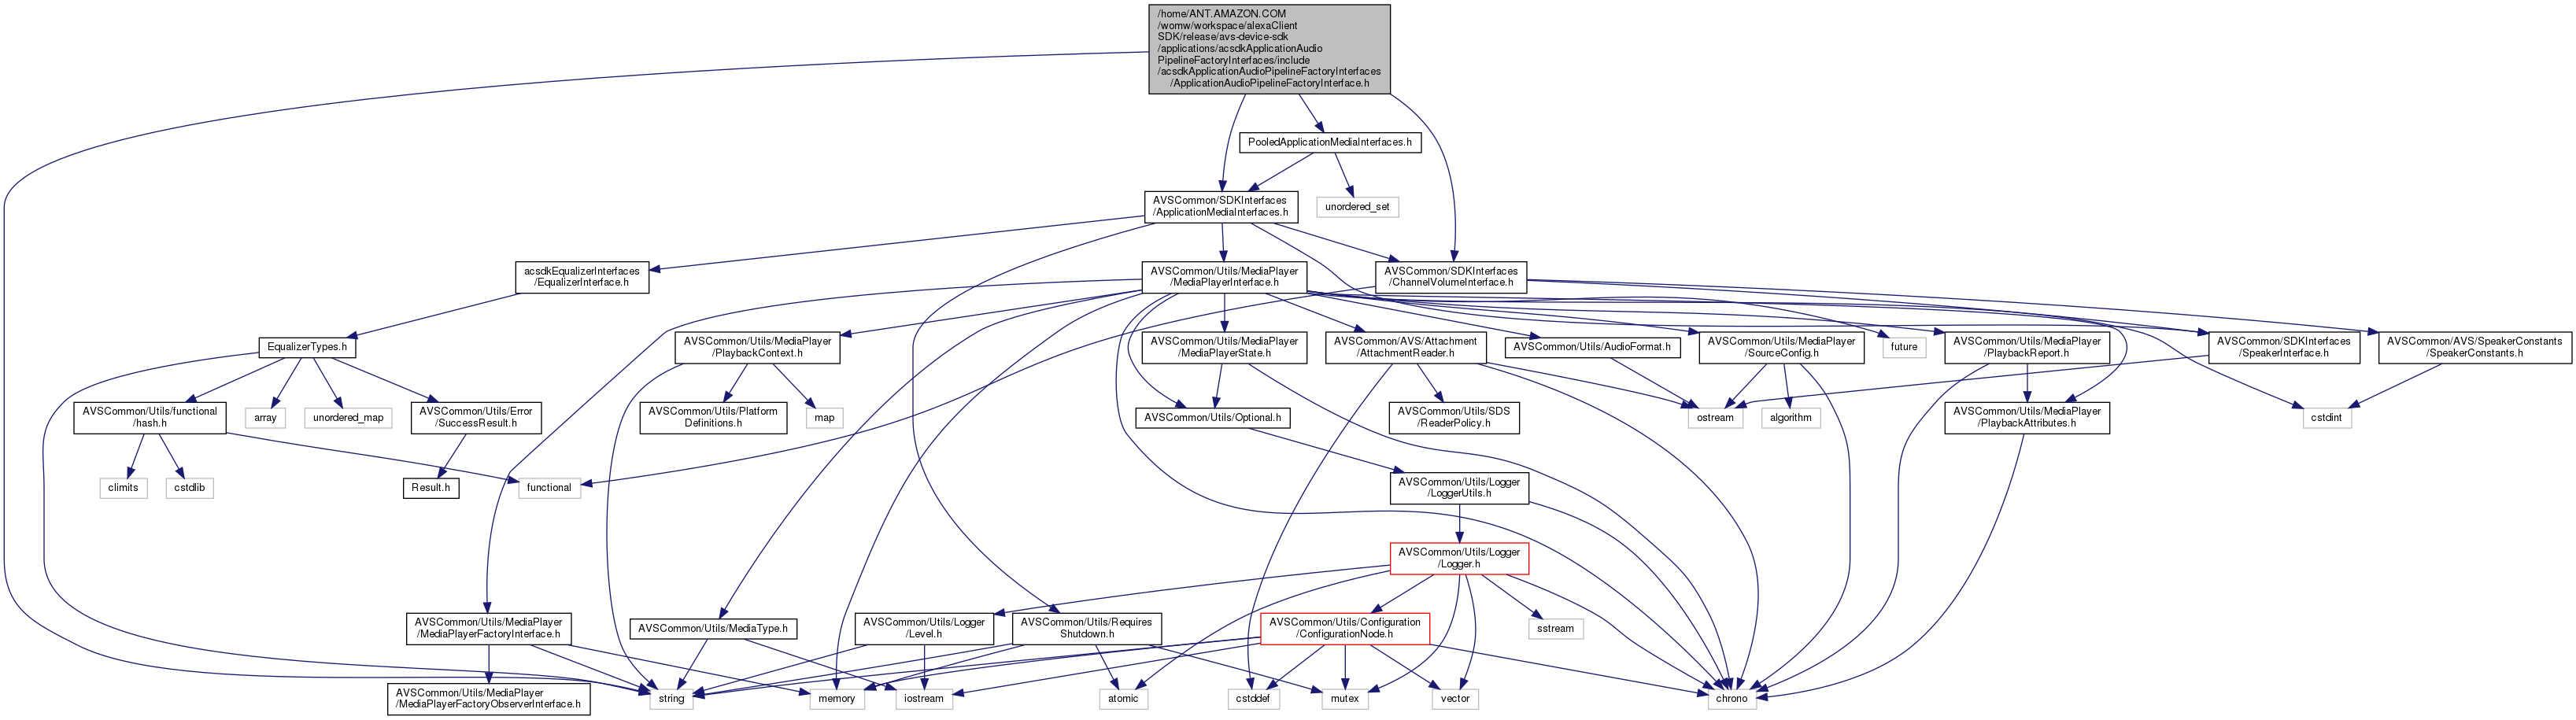 /home/ANT.AMAZON.COM
/womw/workspace/alexaClient
SDK/release/avs-device-sdk
/applications/acsdkApplicationAudio
PipelineFactoryInterfaces/include
/acsdkApplicationAudioPipelineFactoryInterfaces
/ApplicationAudioPipelineFactoryInterface.h
PooledApplicationMediaInterfaces.h
AVSCommon/SDKInterfaces
/ApplicationMediaInterfaces.h
unordered_set
acsdkEqualizerInterfaces
/EqualizerInterface.h
AVSCommon/Utils/MediaPlayer
/MediaPlayerInterface.h
AVSCommon/SDKInterfaces
/ChannelVolumeInterface.h
EqualizerTypes.h
AVSCommon/Utils/MediaPlayer
/PlaybackContext.h
AVSCommon/Utils/MediaPlayer
/MediaPlayerState.h
AVSCommon/AVS/Attachment
/AttachmentReader.h
AVSCommon/Utils/AudioFormat.h
AVSCommon/Utils/MediaPlayer
/SourceConfig.h
future
AVSCommon/Utils/MediaPlayer
/PlaybackReport.h
AVSCommon/SDKInterfaces
/SpeakerInterface.h
AVSCommon/AVS/SpeakerConstants
/SpeakerConstants.h
AVSCommon/Utils/functional
/hash.h
array
unordered_map
AVSCommon/Utils/Error
/SuccessResult.h
AVSCommon/Utils/Platform
Definitions.h
map
AVSCommon/Utils/Optional.h
AVSCommon/Utils/SDS
/ReaderPolicy.h
ostream
algorithm
AVSCommon/Utils/MediaPlayer
/PlaybackAttributes.h
cstdint
climits
cstdlib
Result.h
functional
AVSCommon/Utils/Logger
/LoggerUtils.h
AVSCommon/Utils/Logger
/Logger.h
AVSCommon/Utils/MediaPlayer
/MediaPlayerFactoryInterface.h
AVSCommon/Utils/MediaType.h
AVSCommon/Utils/Logger
/Level.h
AVSCommon/Utils/Requires
Shutdown.h
AVSCommon/Utils/Configuration
/ConfigurationNode.h
sstream
AVSCommon/Utils/MediaPlayer
/MediaPlayerFactoryObserverInterface.h
string
memory
iostream
atomic
cstddef
mutex
vector
chrono